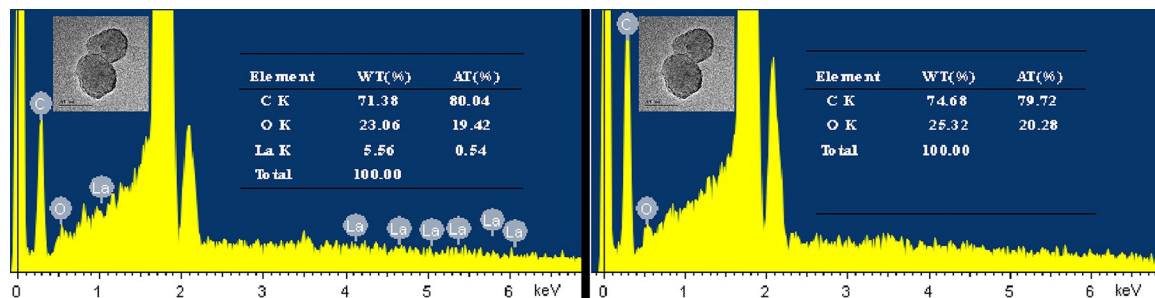 C
O
La
La
La
La
La
La
La
Element WT(%) AT(%)
C K 71.38 80.04
O K 23.06 19.42
La K 5.56 0.54
Total 100.00
0 1 2 3 4 5 6 keV
C
O
Element WT(%) AT(%)
C K 74.68 79.72
O K 25.32 20.28
Total 100.00
0 1 2 3 4 5 6 keV